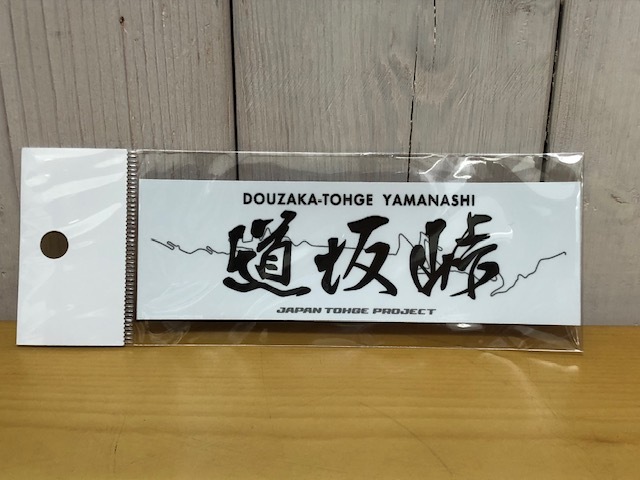 DOUZAKA-TOHGE YAMANASHI
道坂峠
JAPAN TOHGE PROJECT